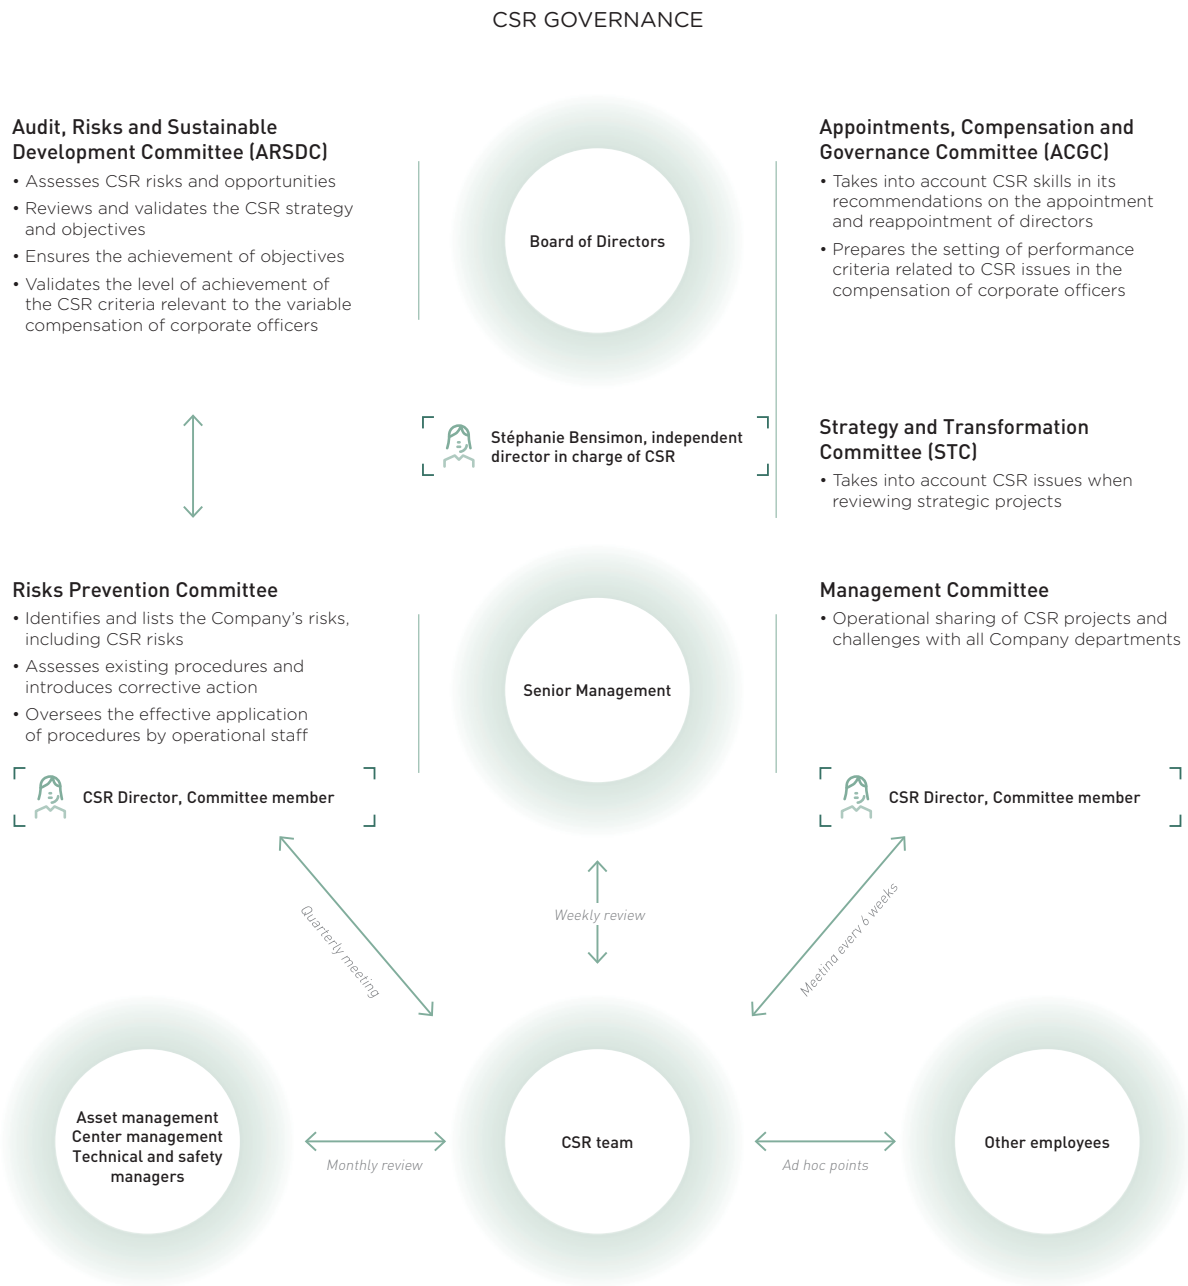 CSR GOVERNANCE
Audit, Risks and Sustainable
Development Committee (ARSDC)
• Assesses CSR risks and opportunities
• Reviews and validates the CSR strategy
and objectives
• Ensures the achievement of objectives
• Validates the level of achievement of
the CSR criteria relevant to the variable
compensation of corporate officers
Board of Directors
Appointments, Compensation and
Governance Committee (ACGC)
• Takes into account CSR skills in its
recommendations on the appointment
and reappointment of directors
• Prepares the setting of performance
criteria related to CSR issues in the
compensation of corporate officers
Stéphanie Bensimon, independent
director in charge of CSR
Strategy and Transformation
Committee (STC)
• Takes into account CSR issues when
reviewing strategic projects
Risks Prevention Committee
• Identifies and lists the Company’s risks,
including CSR risks
• Assesses existing procedures and
introduces corrective action
• Oversees the effective application
of procedures by operational staff
CSR Director, Committee member
Senior Management
Management Committee
• Operational sharing of CSR projects and
challenges with all Company departments
CSR Director, Committee member
Quarterly meeting
Weekly review
Meeting every 6 weeks
Asset management
Center management
Technical and safety
managers
Monthly review
CSR team
Ad hoc points
Other employees